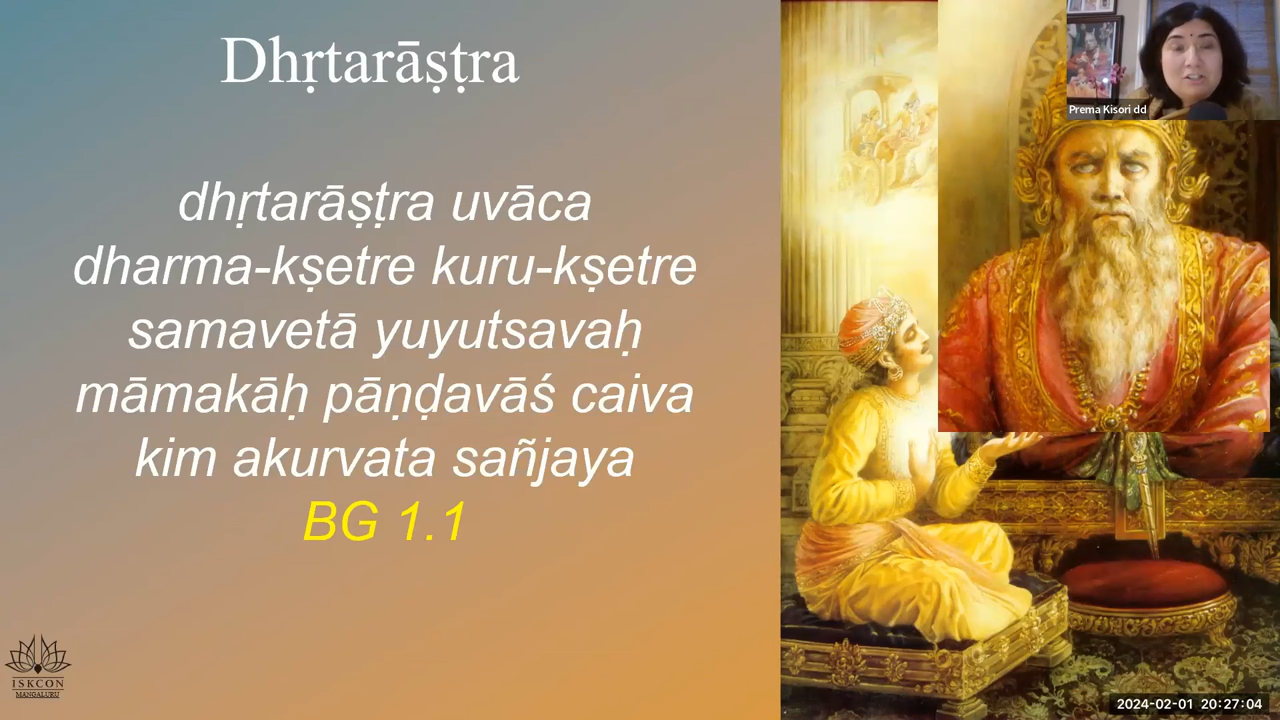 Dhṛtarāṣṭra
dhṛtarāṣṭra uvāca
dharma-kṣetre kuru-kṣetre
samavetā yuyutsavaḥ
māmakāḥ pāṇḍavāś caiva
kim akurvata sañjaya
BG 1.1
ISKCON
MANGALURU
Prema Kisori dd
2024-02-01 20:27:04